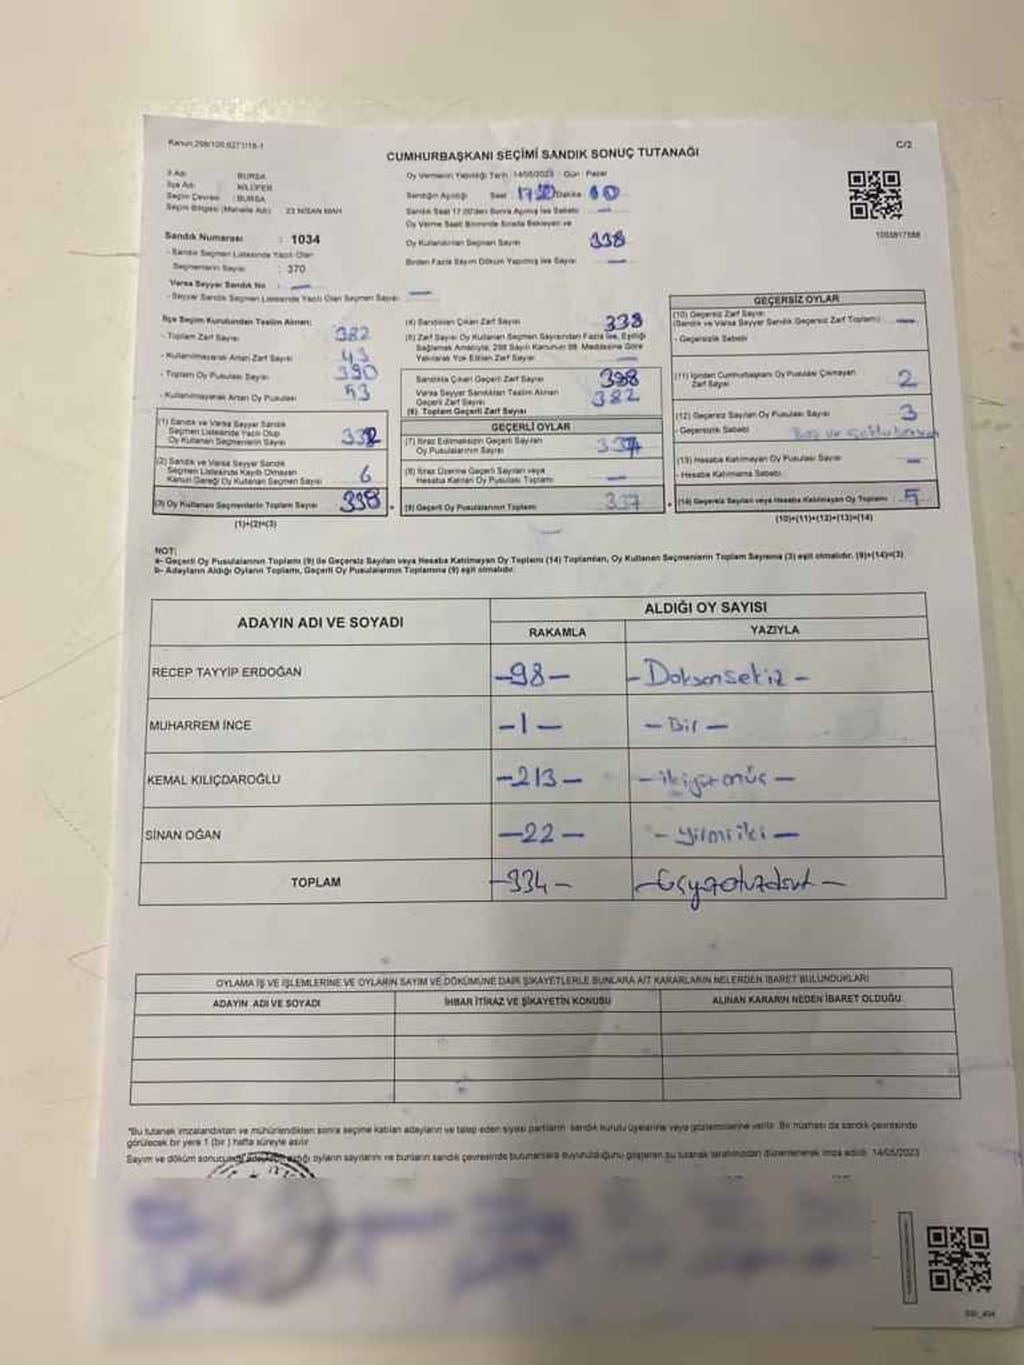 Kanun 298/105,6271/18-1
CUMHURBAŞKANI SEÇİMİ SANDIK SONUÇ TUTANAĞI
C/2
İl Adı BURSA
İlçe Adı NİLÜFER
Seçim Çevresi : BURSA
Seçim Bölgesi (Mahalle Adı) : 23 NİSAN MAH
Sandık Numarası : 1034
- Sandık Seçmen Listesinde Yazılı Olan
Seçmenlerin Sayısı : 370
Varsa Seyyar Sandık No : —
- Seyyar Sandık Seçmen Listesinde Yazılı Olan Seçmen Sayısı —
Oy Vermenin Yapıldığı Tarih : 14/05/2023 Gün : Pazar
Sandığın Açıldığı Saat Dakika
Sandık Saat 17.00'den Sonra Açılmış İse Sebebi —
Oy Verme Saati Bitiminde Sırada Bekleyen ve
Oy Kullandırılan Seçmen Sayısı 338
Birden Fazla Sayım Döküm Yapılmış İse Sayısı —
1053817588
İlçe Seçim Kurulundan Teslim Alınan:
- Toplam Zarf Sayısı 382
- Kullanılmayarak Artan Zarf Sayısı 43
- Toplam Oy Pusulası Sayısı 390
- Kullanılmayarak Artan Oy Pusulası 53
(1) Sandık ve Varsa Seyyar Sandık
Seçmen Listesinde Yazılı Olup
Oy Kullanan Seçmenlerin Sayısı 332
(2) Sandık ve Varsa Seyyar Sandık
Seçmen Listesinde Kayıtlı Olmayan
Kanun Gereği Oy Kullanan Seçmen Sayısı 6
(3) Oy Kullanan Seçmenlerin Toplam Sayısı 338
(1)+(2)=(3)
(4) Sandıktan Çıkan Zarf Sayısı 338
(5) Zarf Sayısı Oy Kullanan Seçmen Sayısından Fazla İse, Eşitliği
Sağlamak Amacıyla, 298 Sayılı Kanunun 98. Maddesine Göre
Yakılarak Yok Edilen Zarf Sayısı —
Sandıkta Çıkan Geçerli Zarf Sayısı 338
Varsa Seyyar Sandıktan Teslim Alınan
Geçerli Zarf Sayısı 382
(6) Toplam Geçerli Zarf Sayısı
GEÇERLİ OYLAR
(7) İtiraz Edilmeksizin Geçerli Sayılan
Oy Pusulalarının Sayısı
(8) İtiraz Üzerine Geçerli Sayılan veya
Hesaba Katılan Oy Pusulası Toplamı —
(9) Geçerli Oy Pusulalarının Toplamı 337
GEÇERSİZ OYLAR
(10) Geçersiz Zarf Sayısı
(Sandık ve Varsa Seyyar Sandık Geçersiz Zarf Toplamı) —
- Geçersizlik Sebebi
(11) İçinden Cumhurbaşkanı Oy Pusulası Çıkmayan
Zarf Sayısı 2
(12) Geçersiz Sayılan Oy Pusulası Sayısı 3
- Geçersizlik Sebebi Boş ve
(13) Hesaba Katılmayan Oy Pusulası Sayısı —
- Hesaba Katılmama Sebebi
(14) Geçersiz Sayılan veya Hesaba Katılmayan Oy Toplamı 5
(10)+(11)+(12)+(13)=(14)
NOT:
a- Geçerli Oy Pusulalarının Toplamı (9) ile Geçersiz Sayılan veya Hesaba Katılmayan Oy Toplamı (14) Toplamları, Oy Kullanan Seçmenlerin Toplam Sayısına (3) eşit olmalıdır. (9)+(14)=(3)
b- Adayların Aldığı Oyların Toplamı, Geçerli Oy Pusulalarının Toplamına (9) eşit olmalıdır.
ADAYIN ADI VE SOYADI
ALDIĞI OY SAYISI
RAKAMLA
YAZIYLA
RECEP TAYYİP ERDOĞAN -98- - Doksansekiz -
MUHARREM İNCE -1- - Bir -
KEMAL KILIÇDAROĞLU -213- - ikiyüzonüç -
SİNAN OĞAN -22- - yirmiiki -
TOPLAM -334- - Üçyüzotuzdört -
OYLAMA İŞ VE İŞLEMLERİNE VE OYLARIN SAYIM VE DÖKÜMÜNE DAİR ŞİKAYETLERLE BUNLARA AİT KARARLARIN NELERDEN İBARET BULUNDUKLARI
ADAYIN ADI VE SOYADI
İHBAR İTİRAZ VE ŞİKAYETİN KONUSU
ALINAN KARARIN NEDEN İBARET OLDUĞU
*Bu tutanak imzalandıktan ve mühürlendikten sonra seçime katılan adayların ve talep eden siyasi partilerin sandık kurulu üyelerine veya gözlemcilerine verilir. Bir nüshası da sandık çevresinde
görülecek bir yere 1 (bir) hafta süreyle asılır
Sayım ve döküm sonucunda adayların aldığı oyların sayılarını ve bunların sandık çevresinde bulunanlara duyurulduğunu gösteren bu tutanak tarafımızdan düzenlenerek imza edildi. 14/05/2023